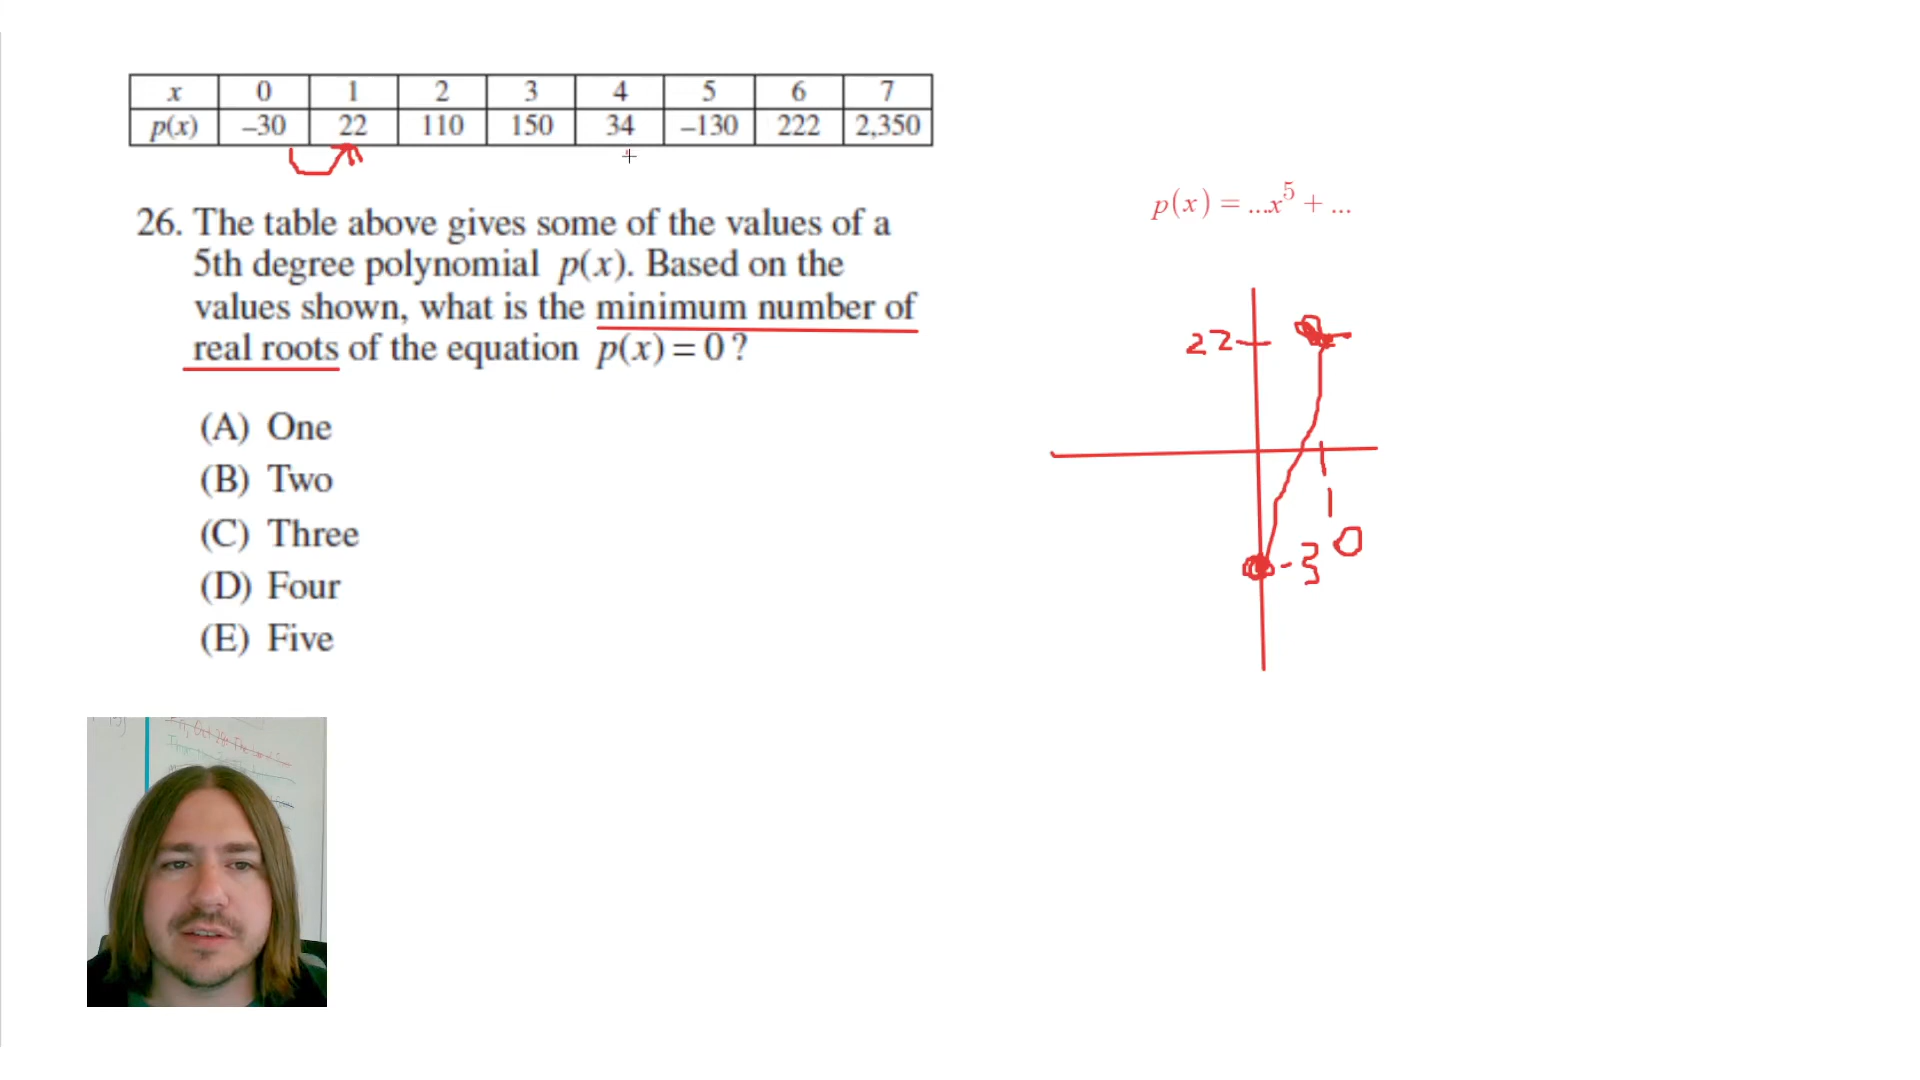 x 0 1 2 3 4 5 6 7
p(x) –30 22 110 150 34 –130 222 2,350
p(x) = ...x⁵ + ...
26. The table above gives some of the values of a
5th degree polynomial p(x). Based on the
values shown, what is the minimum number of
real roots of the equation p(x) = 0?
(A) One
(B) Two
(C) Three
(D) Four
(E) Five
22
1
-30